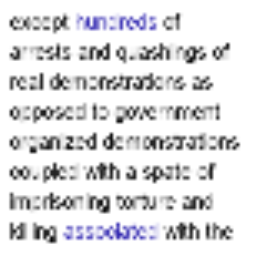 except hundreds of
arrests and quashings of
real demonstrations as
opposed to government
organized demonstrations
coupled with a spate of
imprisoning torture and
killing associated with the